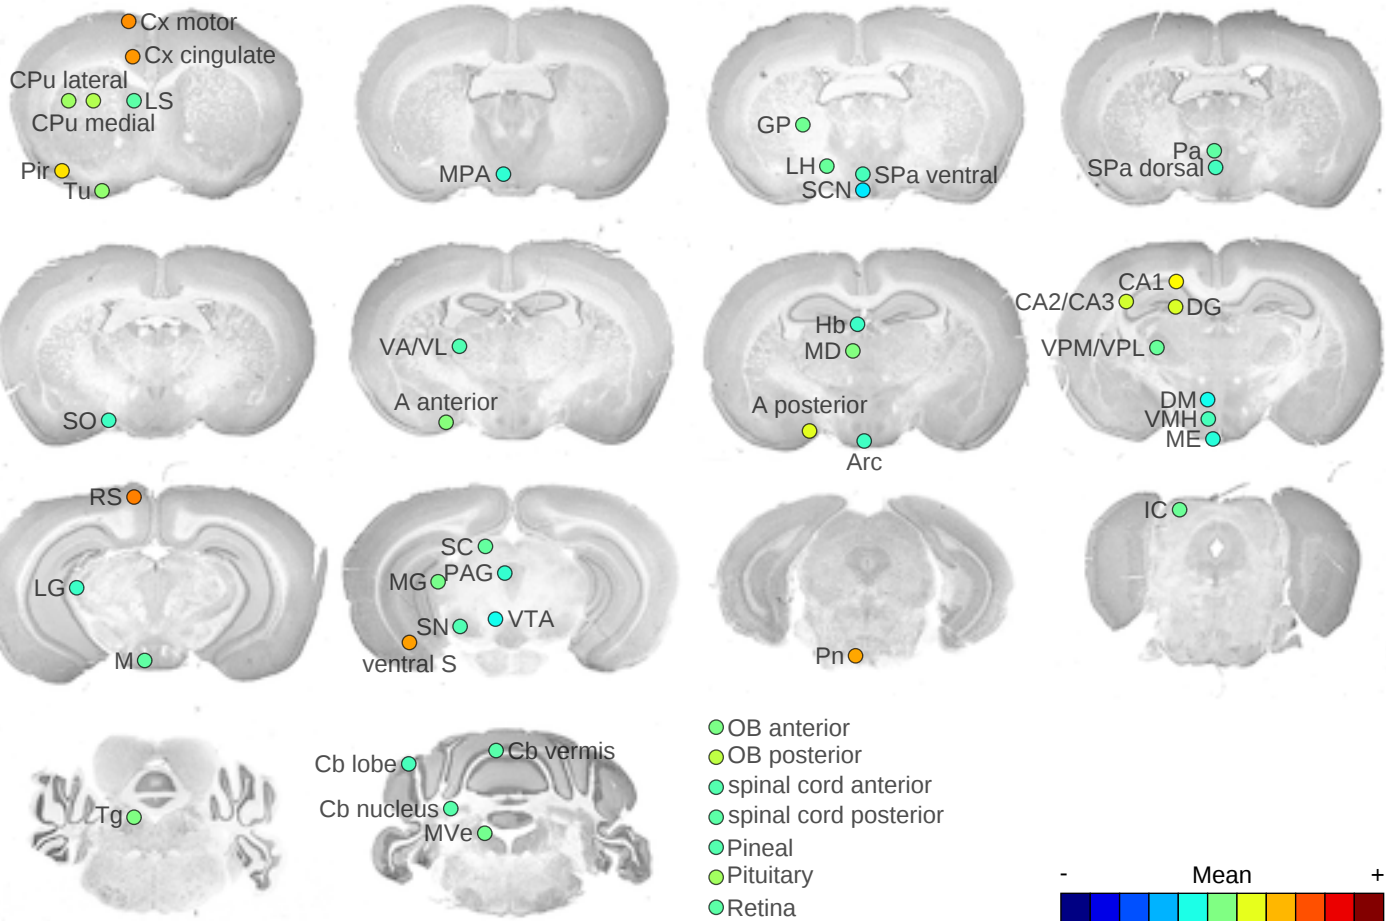 Cx motor
Cx cingulate
CPu lateral
LS
CPu medial
Pir
Tu
MPA
GP
LH
SPa ventral
SCN
Pa
SPa dorsal
SO
VA/VL
A anterior
Hb
MD
A posterior
Arc
CA1
CA2/CA3
DG
VPM/VPL
DM
VMH
ME
RS
LG
M
SC
MG
PAG
SN
VTA
ventral S
Pn
IC
Tg
Cb lobe
Cb vermis
Cb nucleus
MVe
OB anterior
OB posterior
spinal cord anterior
spinal cord posterior
Pineal
Pituitary
Retina
- Mean +